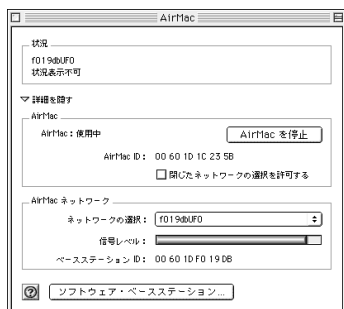 AirMac
状況
f019dbUF0
状況表示不可
詳細を隠す
AirMac
AirMac：使用中
AirMac を停止
AirMac ID： 00 60 1D 1C 23 5B
閉じたネットワークの選択を許可する
AirMac ネットワーク
ネットワークの選択： f019dbUF0
信号レベル：
ベースステーション ID： 00 60 1D F0 19 DB
?
ソフトウェア・ベースステーション...